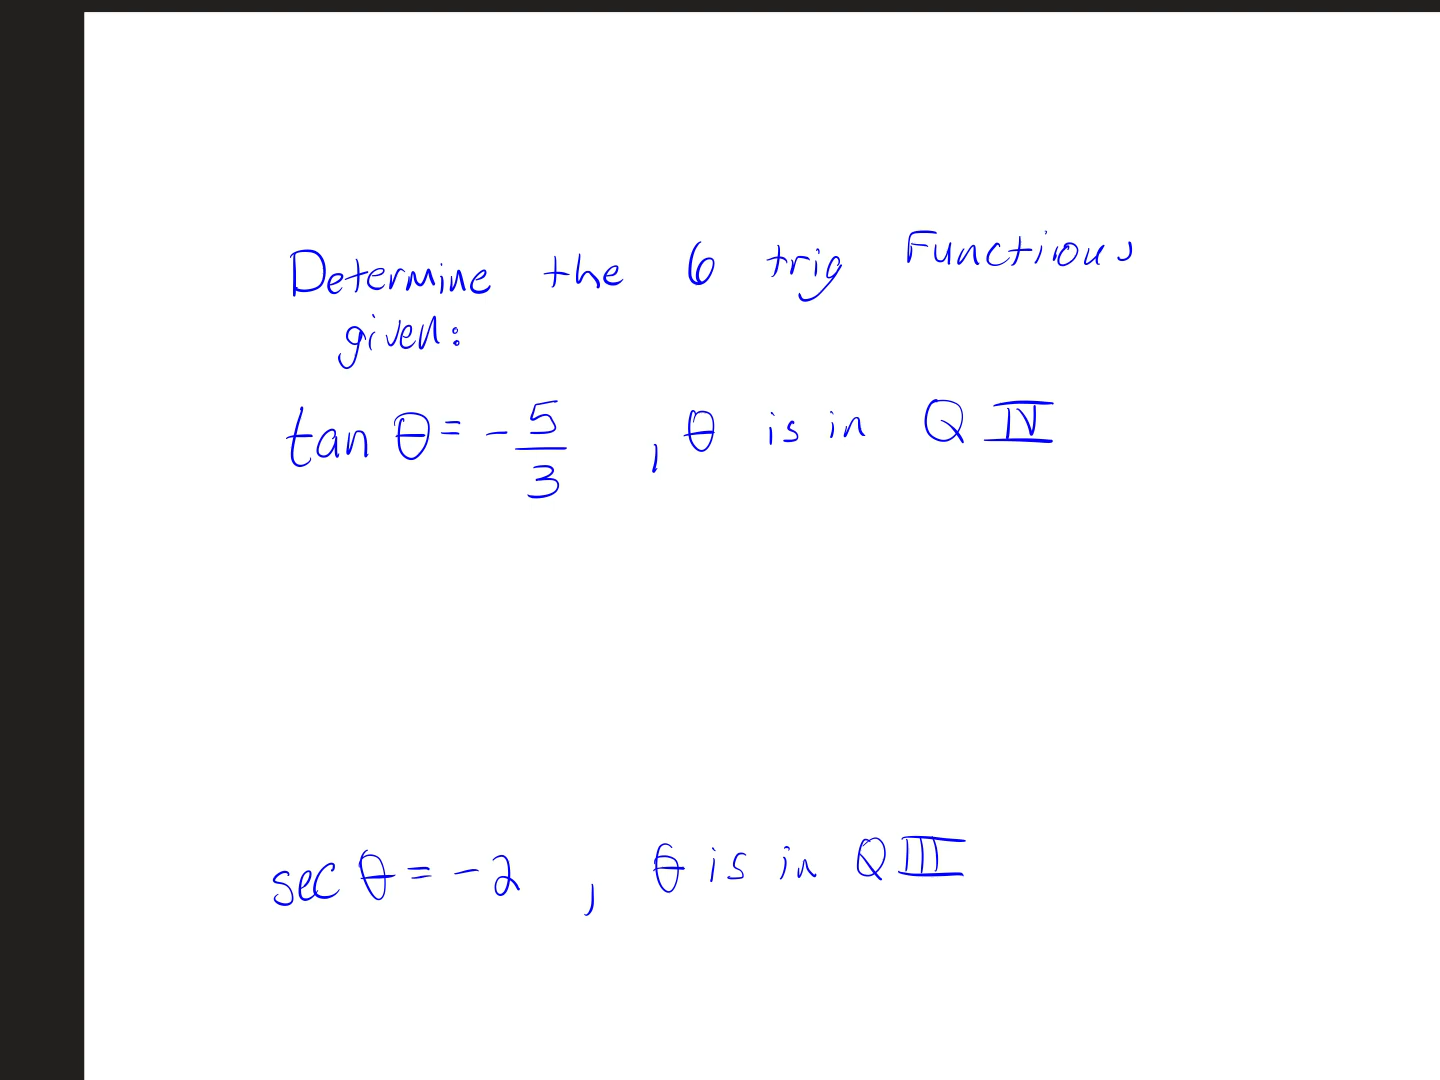 Determine the 6 trig Functions
given:
tan θ = -5/3 , θ is in Q IV
sec θ = -2 , θ is in Q III